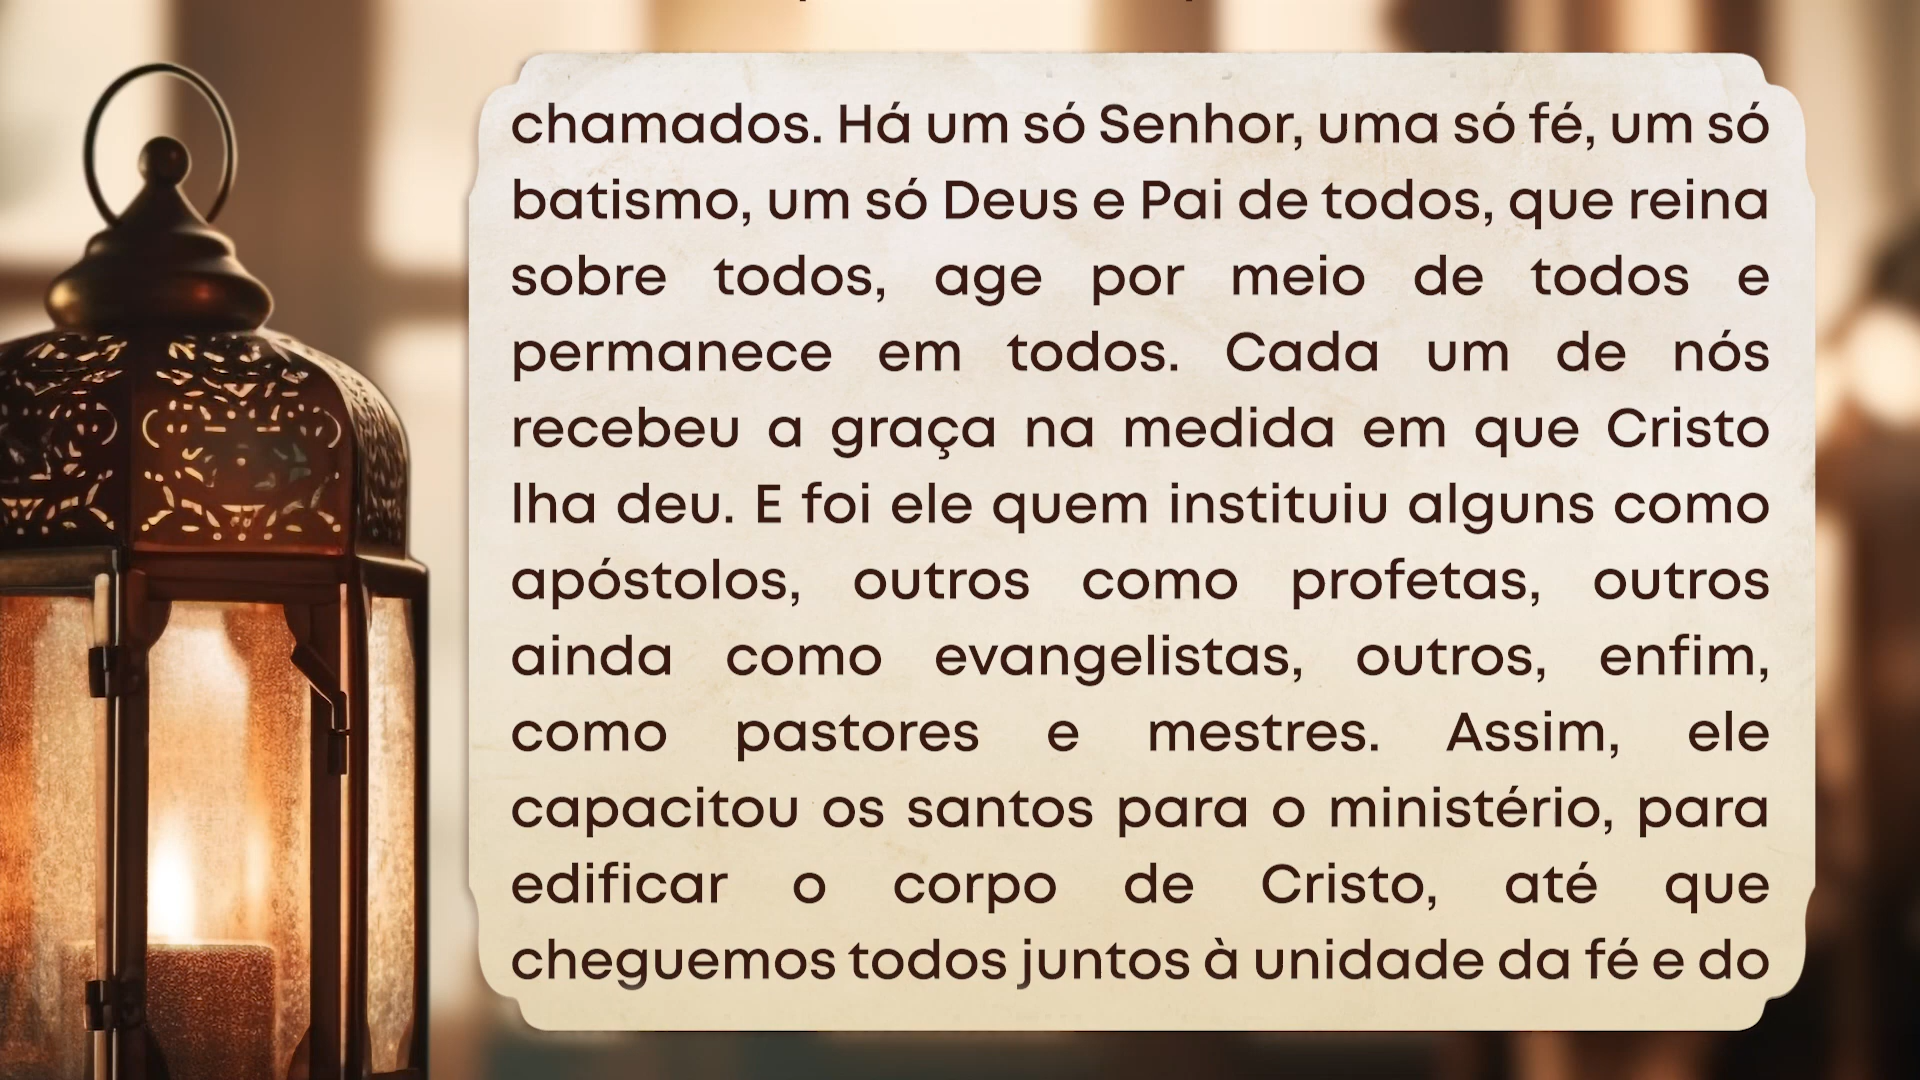 chamados. Há um só Senhor, uma só fé, um só
batismo, um só Deus e Pai de todos, que reina
sobre todos, age por meio de todos e
permanece em todos. Cada um de nós
recebeu a graça na medida em que Cristo
lha deu. E foi ele quem instituiu alguns como
apóstolos, outros como profetas, outros
ainda como evangelistas, outros, enfim,
como pastores e mestres. Assim, ele
capacitou os santos para o ministério, para
edificar o corpo de Cristo, até que
cheguemos todos juntos à unidade da fé e do